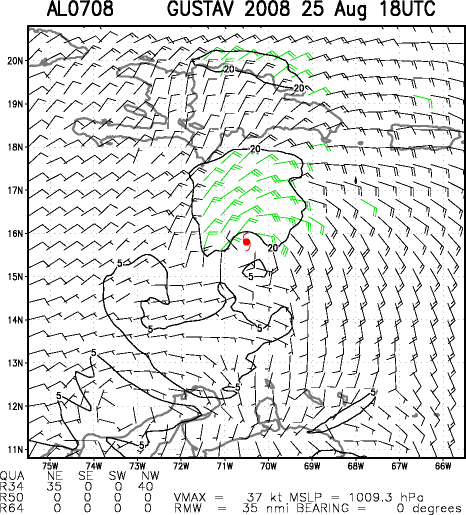 AL0708 GUSTAV 2008 25 Aug 18UTC
20N
19N
18N
17N
16N
15N
14N
13N
12N
11N
20
20
20
20
20
5
5
5
5
5
5
5
75W 74W 73W 72W 71W 70W 69W 68W 67W 66W
QUA NE SE SW NW
R34 35 0 0 40
R50 0 0 0 0 VMAX = 37 kt MSLP = 1009.3 hPa
R64 0 0 0 0 RMW = 35 nmi BEARING = 0 degrees